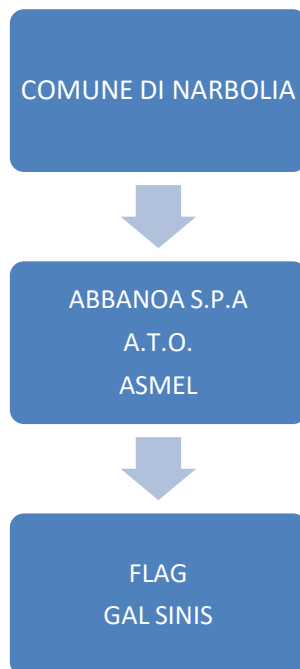 COMUNE DI NARBOLIA
ABBANOA S.P.A
A.T.O.
ASMEL
FLAG
GAL SINIS